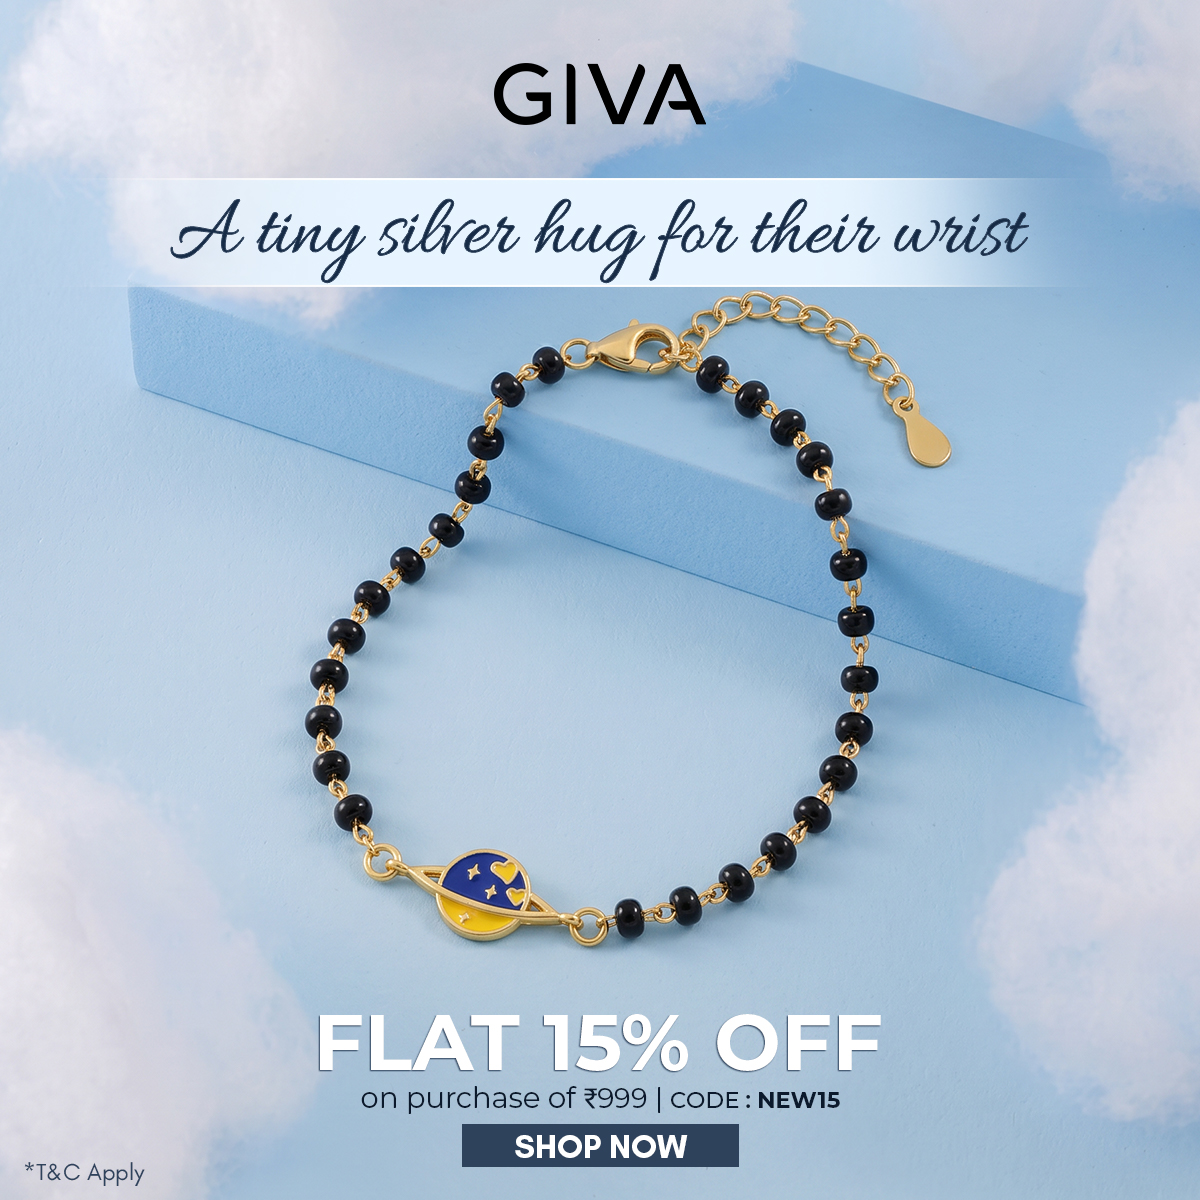 GIVA
A tiny silver hug for their wrist
FLAT 15% OFF
on purchase of ₹999 | CODE : NEW15
SHOP NOW
*T&C Apply